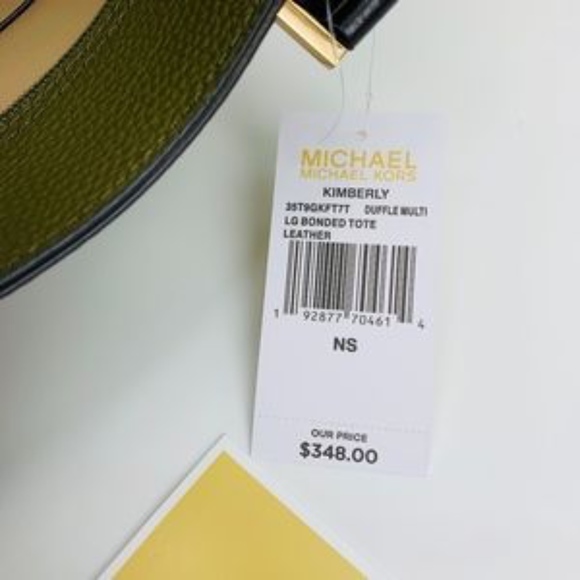 MICHAEL
MICHAEL KORS
KIMBERLY
35T9GKFT7T DUFFLE MULTI
LG BONDED TOTE
LEATHER
1 92877 70461 4
NS
OUR PRICE
$348.00